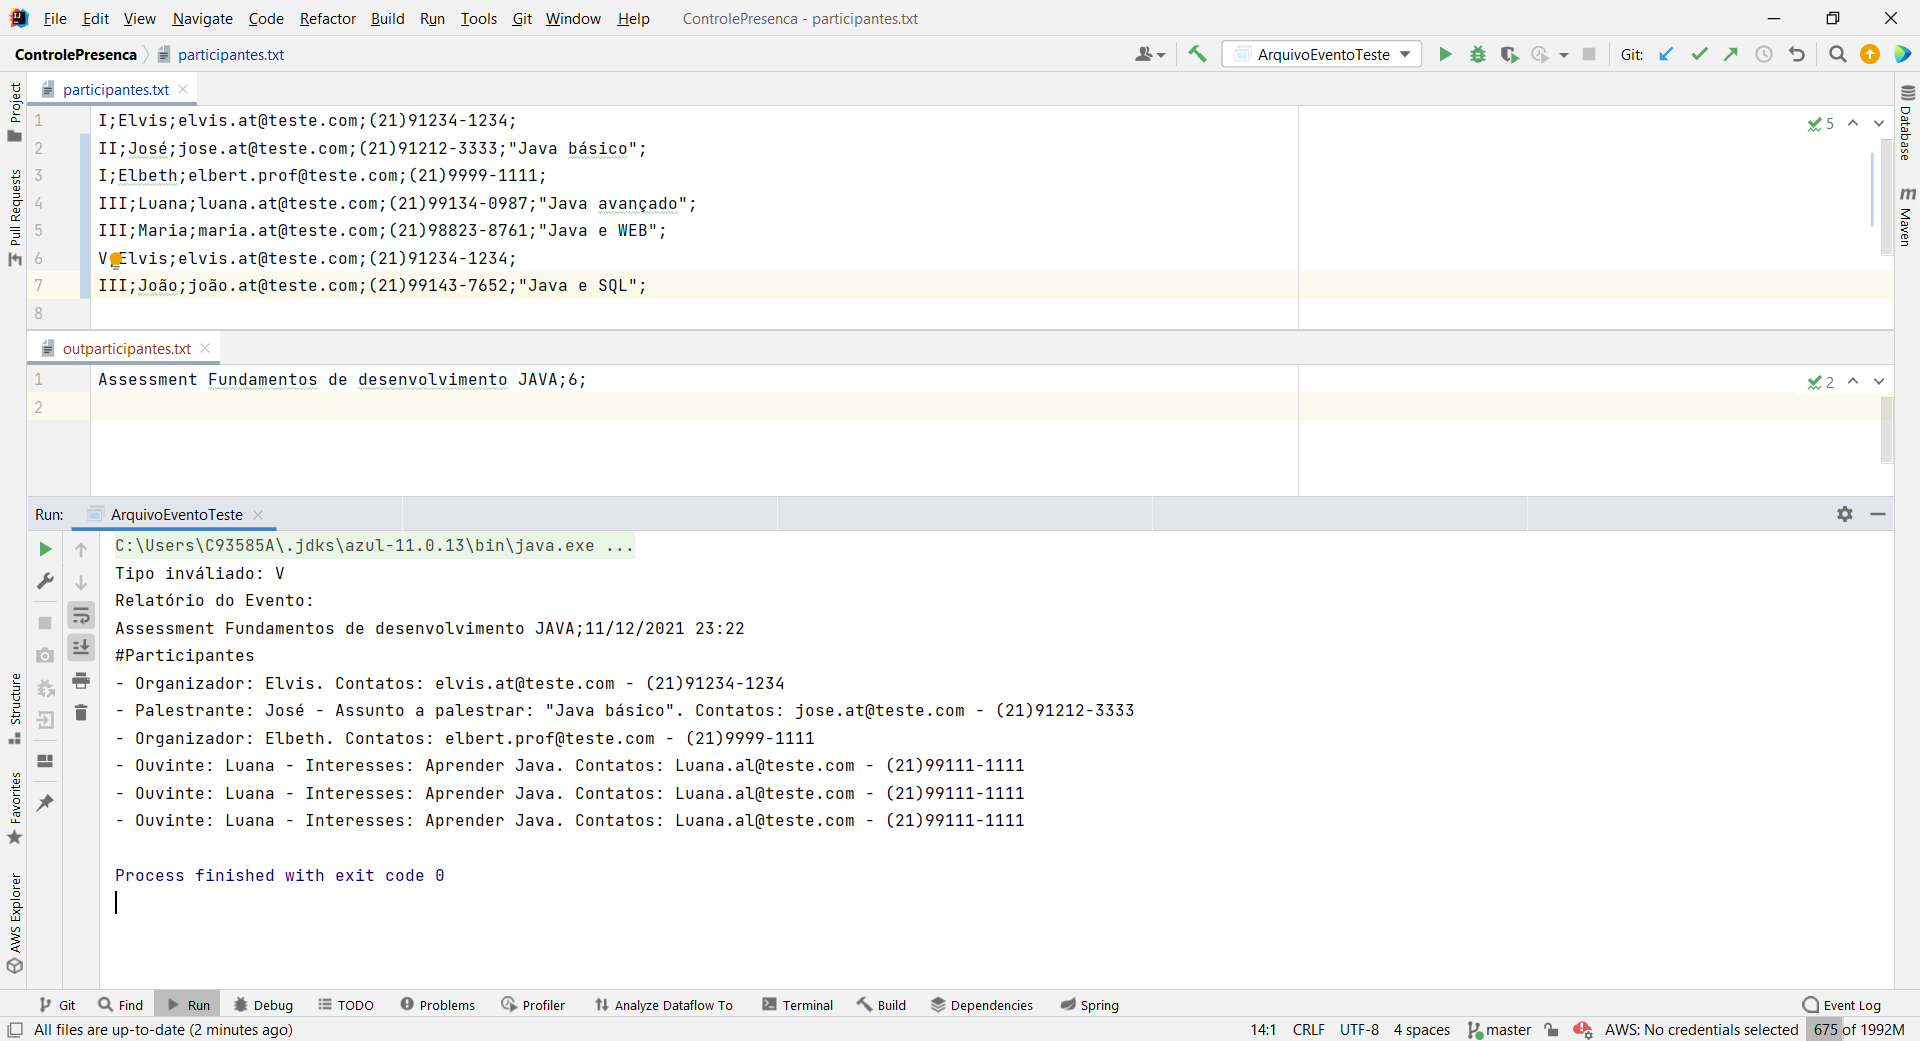 File Edit View Navigate Code Refactor Build Run Tools Git Window Help ControlePresenca - participantes.txt
ControlePresenca participantes.txt ArquivoEventoTeste Git:
participantes.txt
1 I;Elvis;elvis.at@teste.com;(21)91234-1234;
5
2 II;José;jose.at@teste.com;(21)91212-3333;"Java básico";
3 I;Elbeth;elbert.prof@teste.com;(21)9999-1111;
4 III;Luana;luana.at@teste.com;(21)99134-0987;"Java avançado";
5 III;Maria;maria.at@teste.com;(21)98823-8761;"Java e WEB";
6 V;Elvis;elvis.at@teste.com;(21)91234-1234;
7 III;João;joão.at@teste.com;(21)99143-7652;"Java e SQL";
8
outparticipantes.txt
1 Assessment Fundamentos de desenvolvimento JAVA;6;
2
2
Run: ArquivoEventoTeste
C:\Users\C93585A\.jdks\azul-11.0.13\bin\java.exe ...
Tipo inváliado: V
Relatório do Evento:
Assessment Fundamentos de desenvolvimento JAVA;11/12/2021 23:22
#Participantes
- Organizador: Elvis. Contatos: elvis.at@teste.com - (21)91234-1234
- Palestrante: José - Assunto a palestrar: "Java básico". Contatos: jose.at@teste.com - (21)91212-3333
- Organizador: Elbeth. Contatos: elbert.prof@teste.com - (21)9999-1111
- Ouvinte: Luana - Interesses: Aprender Java. Contatos: Luana.al@teste.com - (21)99111-1111
- Ouvinte: Luana - Interesses: Aprender Java. Contatos: Luana.al@teste.com - (21)99111-1111
- Ouvinte: Luana - Interesses: Aprender Java. Contatos: Luana.al@teste.com - (21)99111-1111
Process finished with exit code 0
Project
Pull Requests
Structure
Favorites
AWS Explorer
Database
m Maven
Git Find Run Debug TODO Problems Profiler Analyze Dataflow To Terminal Build Dependencies Spring Event Log
All files are up-to-date (2 minutes ago) 14:1 CRLF UTF-8 4 spaces master AWS: No credentials selected 675 of 1992M